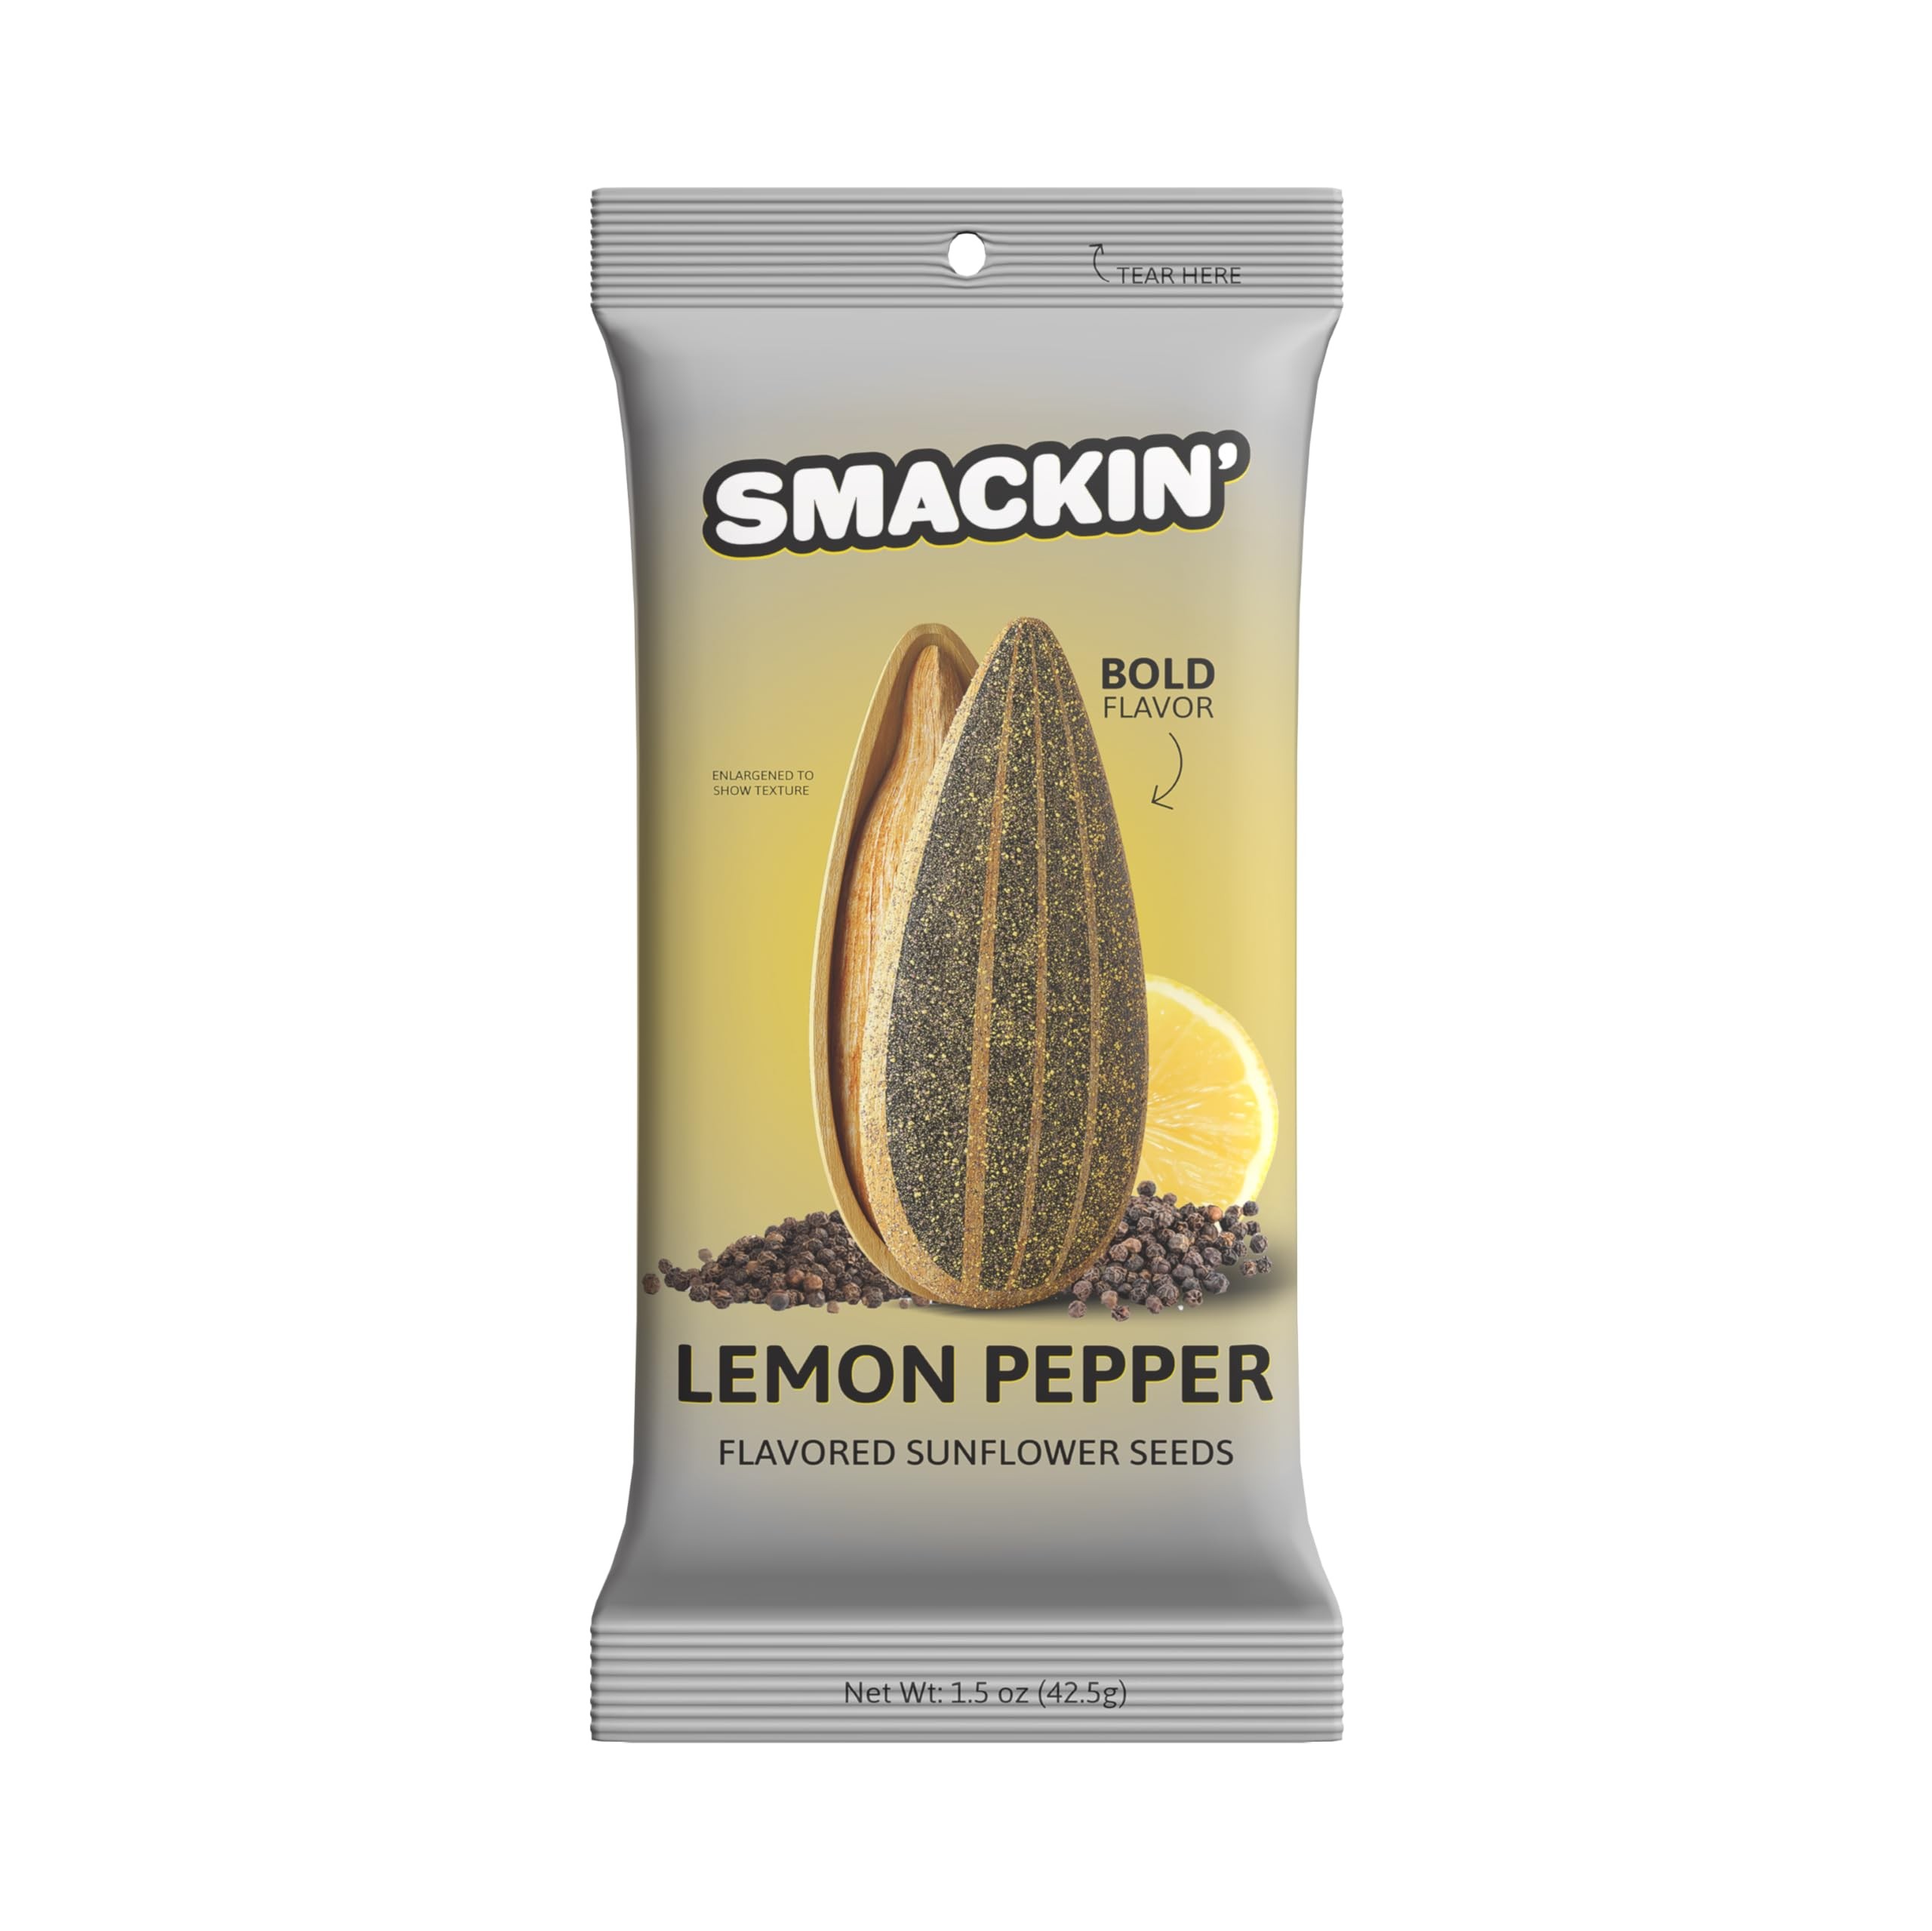 TEAR HERE
SMACKIN'
BOLD
FLAVOR
ENLARGENED TO
SHOW TEXTURE
LEMON PEPPER
FLAVORED SUNFLOWER SEEDS
Net Wt: 1.5 oz (42.5g)